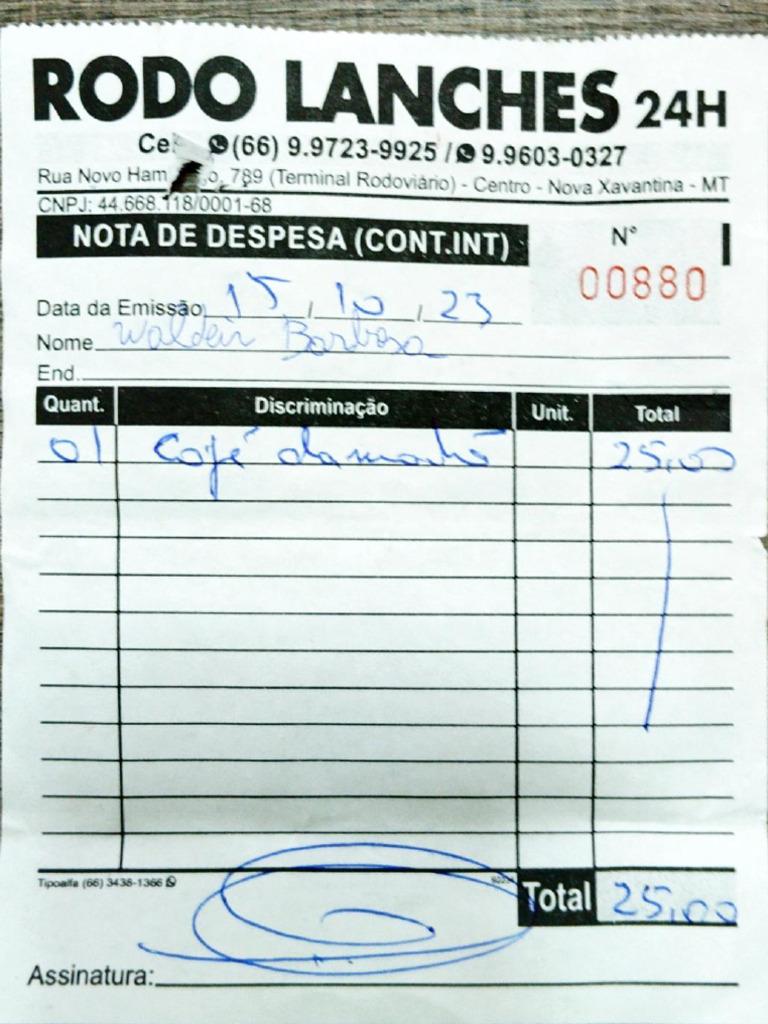 RODO LANCHES 24H
Ce (66) 9.9723-9925 / 9.9603-0327
Rua Novo Ham o, 789 (Terminal Rodoviário) - Centro - Nova Xavantina - MT
CNPJ: 44.668.118/0001-68
NOTA DE DESPESA (CONT.INT) N°
00880
Data da Emissão 15 / 10 / 23
Nome Waldeir Barbosa
End.
Quant. Discriminação Unit. Total
01 Café da manhã 25,00
Tipoalfa (66) 3438-1366
Total 25,00
Assinatura: